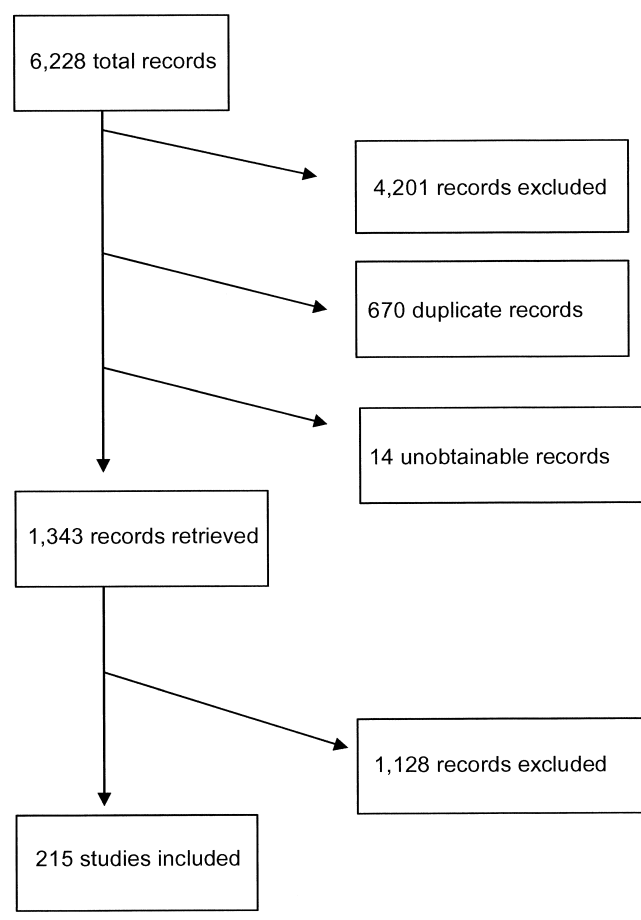 6,228 total records
4,201 records excluded
670 duplicate records
14 unobtainable records
1,343 records retrieved
1,128 records excluded
215 studies included